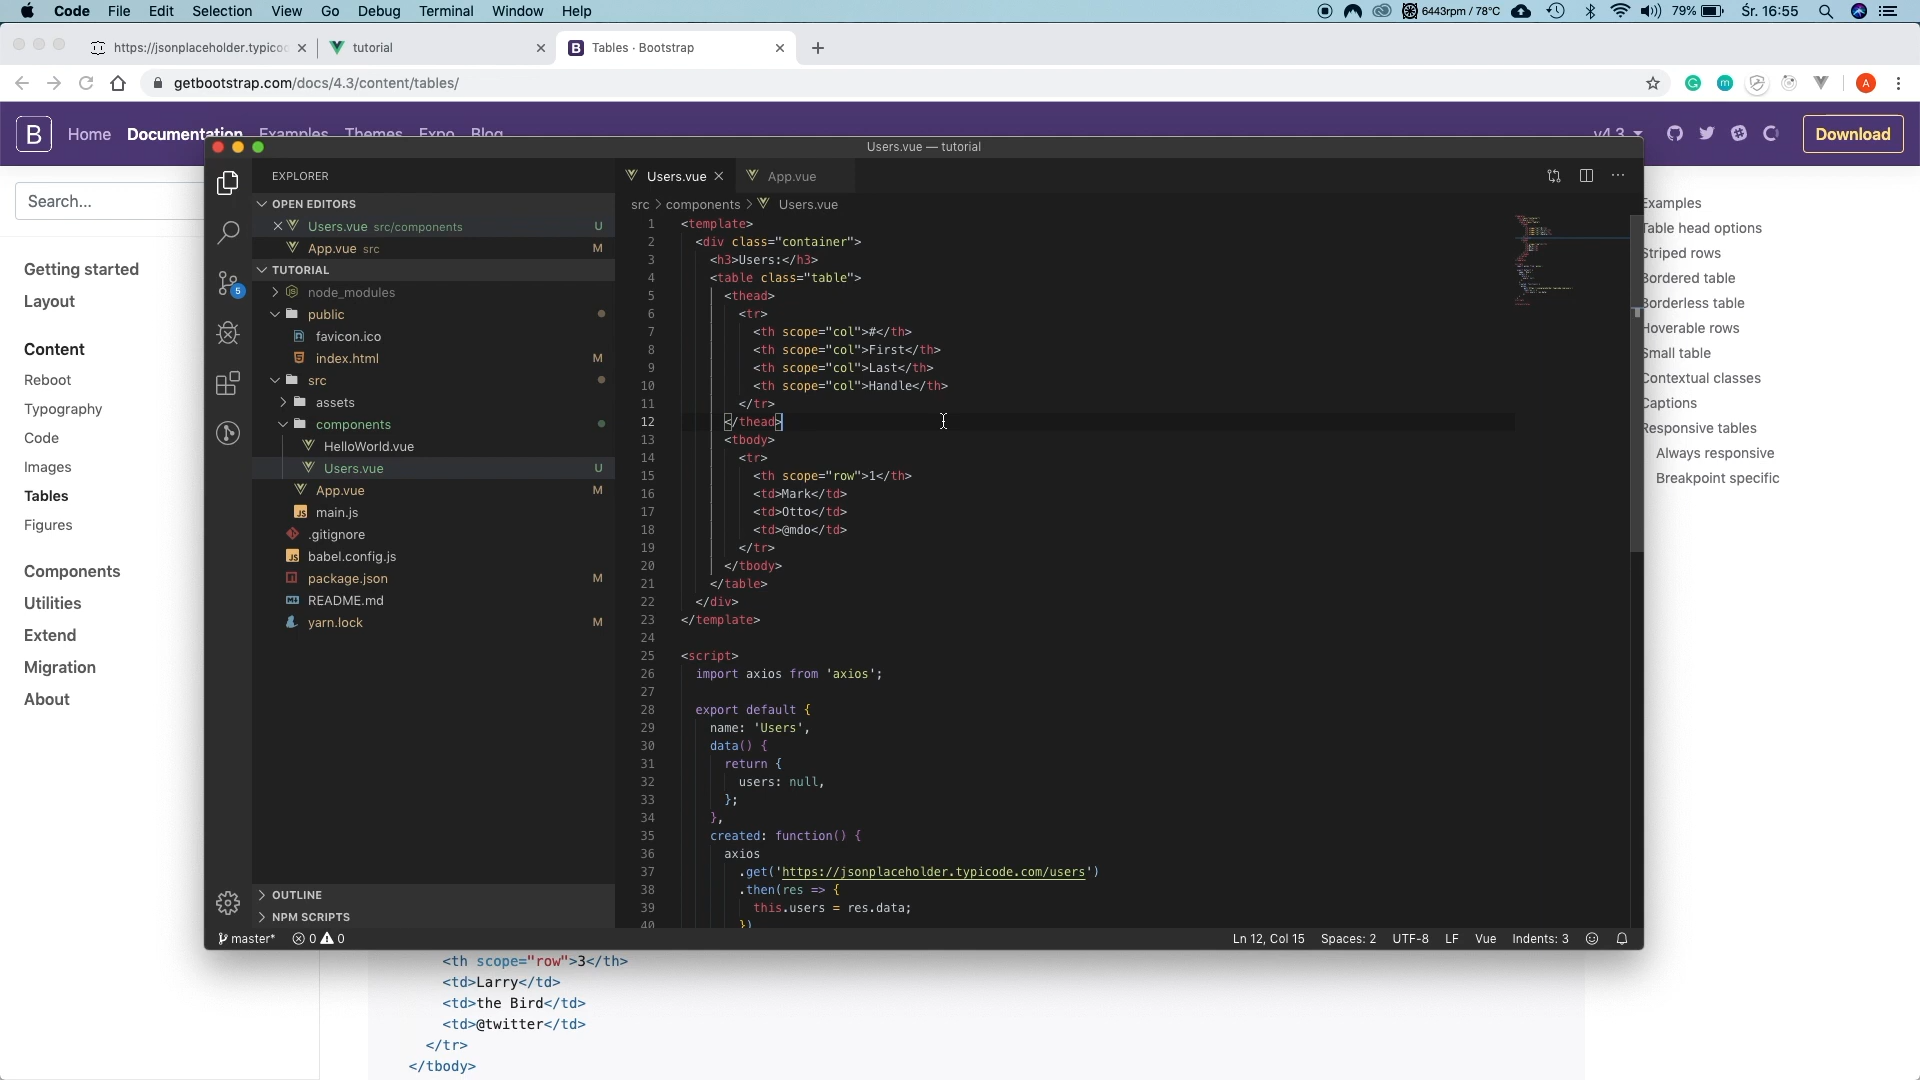 Code File Edit Selection View Go Debug Terminal Window Help
6443rpm / 78°C 79% Śr. 16:55
https://jsonplaceholder.typico
tutorial
Tables · Bootstrap
getbootstrap.com/docs/4.3/content/tables/
A
B Home Documentation Examples Themes Expo Blog
v4.3
Download
Search...
Getting started
Layout
Content
Reboot
Typography
Code
Images
Tables
Figures
Components
Utilities
Extend
Migration
About
Users.vue — tutorial
EXPLORER
OPEN EDITORS
Users.vue src/components U
App.vue src M
TUTORIAL
node_modules
public
favicon.ico
index.html M
src
assets
components
HelloWorld.vue
Users.vue U
App.vue M
main.js
.gitignore
babel.config.js
package.json M
README.md
yarn.lock M
OUTLINE
NPM SCRIPTS
5
Users.vue
App.vue
src > components > Users.vue
1 <template>
2 <div class="container">
3 <h3>Users:</h3>
4 <table class="table">
5 <thead>
6 <tr>
7 <th scope="col">#</th>
8 <th scope="col">First</th>
9 <th scope="col">Last</th>
10 <th scope="col">Handle</th>
11 </tr>
12 </thead>
13 <tbody>
14 <tr>
15 <th scope="row">1</th>
16 <td>Mark</td>
17 <td>Otto</td>
18 <td>@mdo</td>
19 </tr>
20 </tbody>
21 </table>
22 </div>
23 </template>
24
25 <script>
26 import axios from 'axios';
27
28 export default {
29 name: 'Users',
30 data() {
31 return {
32 users: null,
33 };
34 },
35 created: function() {
36 axios
37 .get('https://jsonplaceholder.typicode.com/users')
38 .then(res => {
39 this.users = res.data;
40 })
master* 0 0
Ln 12, Col 15 Spaces: 2 UTF-8 LF Vue Indents: 3
Examples
Table head options
Striped rows
Bordered table
Borderless table
Hoverable rows
Small table
Contextual classes
Captions
Responsive tables
Always responsive
Breakpoint specific
<th scope="row">3</th>
<td>Larry</td>
<td>the Bird</td>
<td>@twitter</td>
</tr>
</tbody>